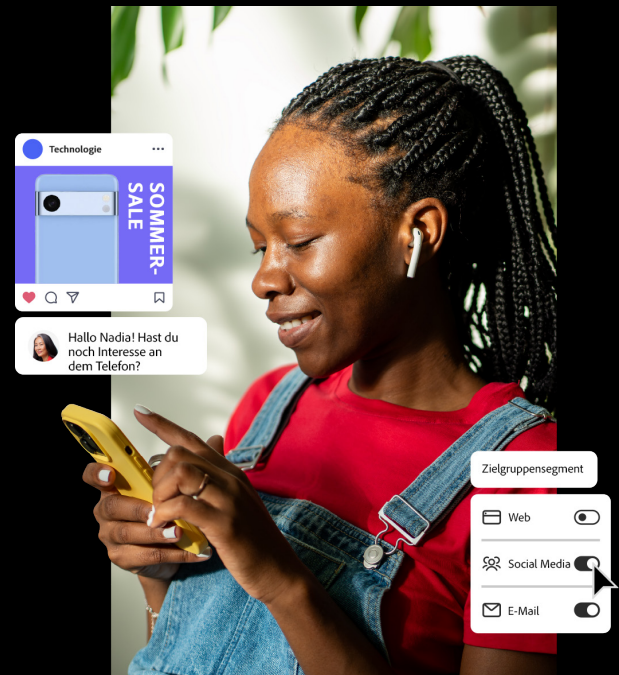 Technologie
SOMMER-
SALE
Hallo Nadia! Hast du
noch Interesse an
dem Telefon?
Zielgruppensegment
Web
Social Media
E-Mail